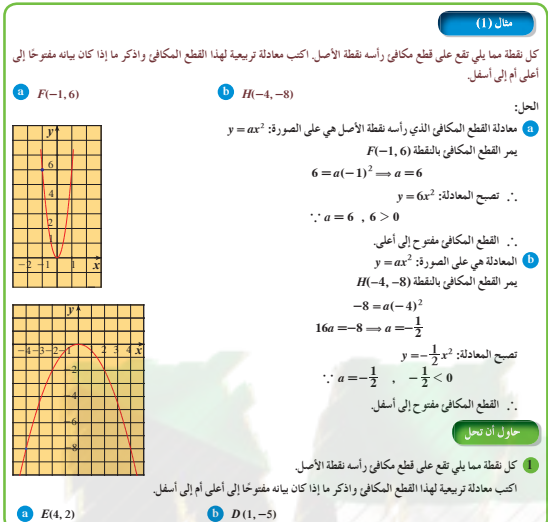 مثال (1)
كل نقطة مما يلي تقع على قطع مكافئ رأسه نقطة الأصل. اكتب معادلة تربيعية لهذا القطع المكافئ واذكر ما إذا كان بيانه مفتوحًا إلى
أعلى أم إلى أسفل.
a F(−1, 6) b H(−4, −8)
الحل:
a معادلة القطع المكافئ الذي رأسه نقطة الأصل هي على الصورة: y = ax²
يمر القطع المكافئ بالنقطة F(−1, 6)
6 = a(−1)² ⟹ a = 6
∴ تصبح المعادلة: y = 6x²
∵ a = 6 , 6 > 0
∴ القطع المكافئ مفتوح إلى أعلى.
y
6
4
2
1
−2 −1 1 x
b المعادلة هي على الصورة: y = ax²
يمر القطع المكافئ بالنقطة H(−4, −8)
−8 = a(−4)²
16a = −8 ⟹ a = −1/2
تصبح المعادلة: y = −1/2 x²
∵ a = −1/2 , −1/2 < 0
∴ القطع المكافئ مفتوح إلى أسفل.
y
−4 −3 −2 −1 2 3 4 x
−2
−4
−6
−8
حاول أن تحل
1 كل نقطة مما يلي تقع على قطع مكافئ رأسه نقطة الأصل.
اكتب معادلة تربيعية لهذا القطع المكافئ واذكر ما إذا كان بيانه مفتوحًا إلى أعلى أم إلى أسفل.
a E(4, 2) b D(1, −5)